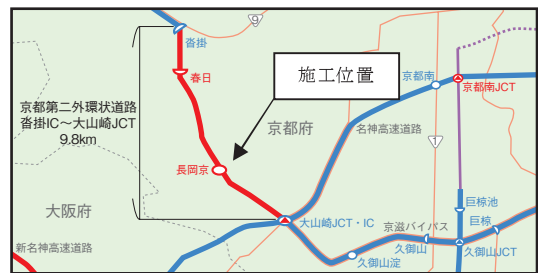 沓掛
9
春日
施工位置
京都南
京都南JCT
京都第二外環状道路
沓掛IC～大山崎JCT
9.8km
京都府
名神高速道路
1
長岡京
大阪府
大山崎JCT・IC
京滋バイパス
巨椋池
巨椋
久御山
久御山JCT
久御山淀
新名神高速道路